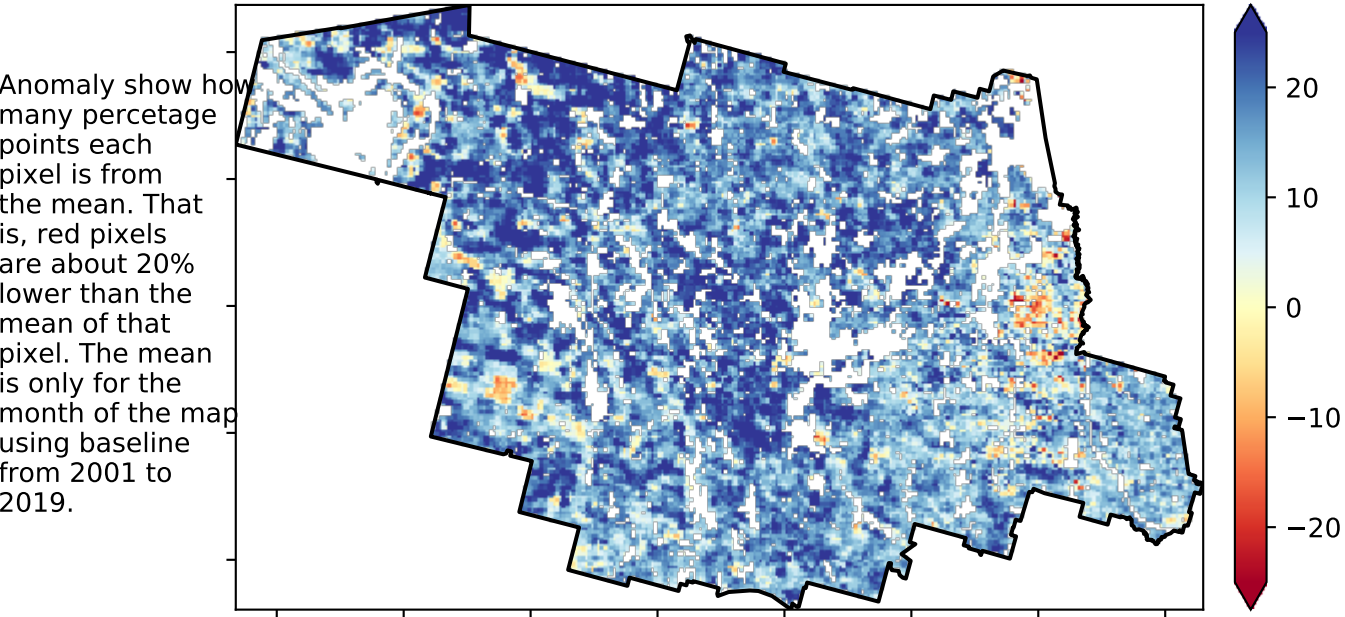 Anomaly show how
many percetage
points each
pixel is from
the mean. That
is, red pixels
are about 20%
lower than the
mean of that
pixel. The mean
is only for the
month of the map
using baseline
from 2001 to
2019.
20
10
0
−10
−20